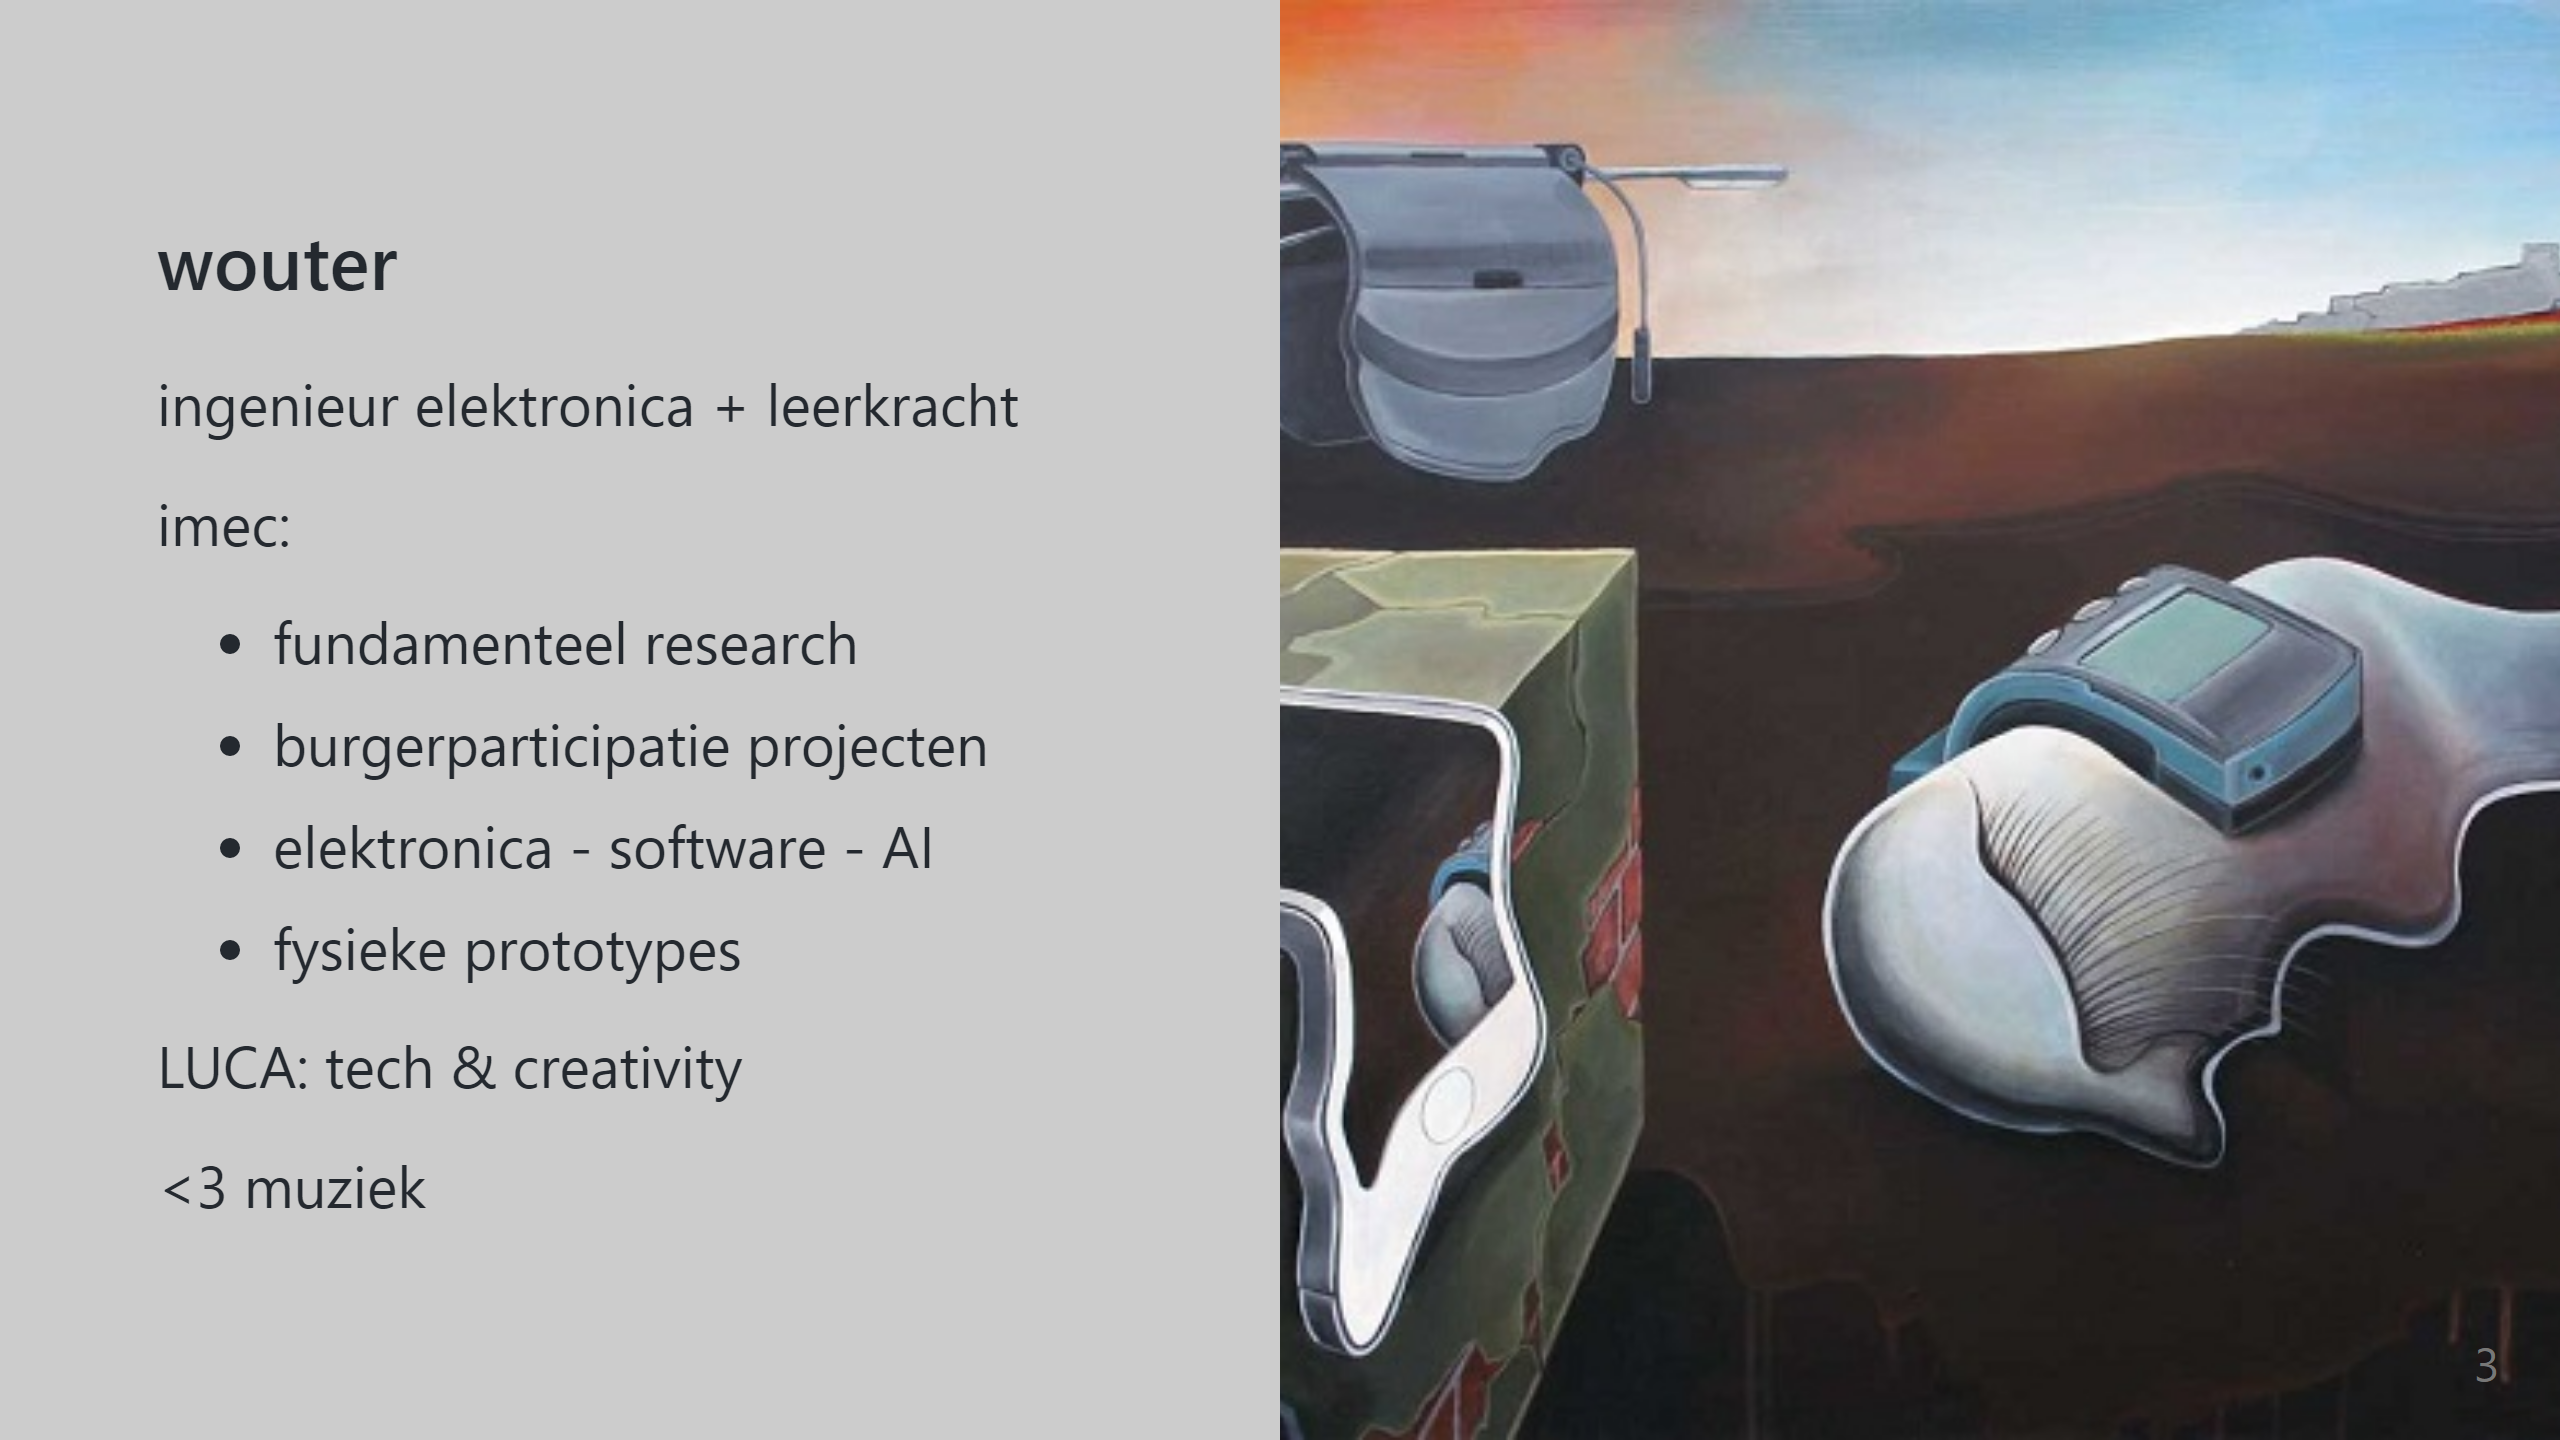 wouter
ingenieur elektronica + leerkracht
imec:
• fundamenteel research
• burgerparticipatie projecten
• elektronica - software - AI
• fysieke prototypes
LUCA: tech & creativity
<3 muziek
3